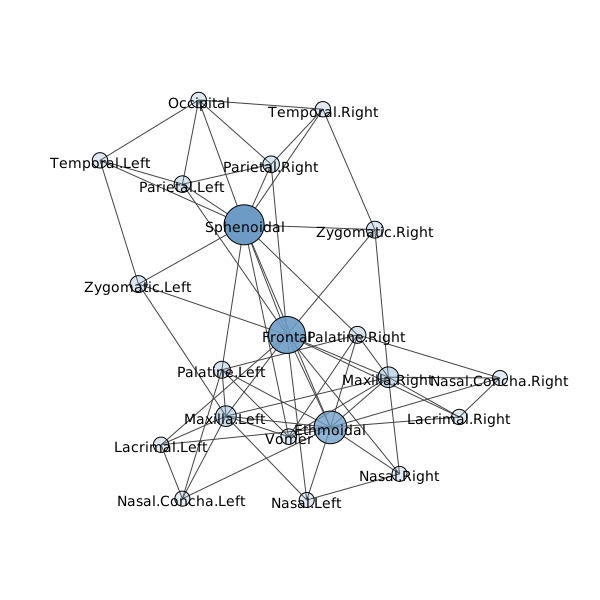 Occipital
Temporal.Right
Temporal.Left
Parietal.Right
Parietal.Left
Sphenoidal
Zygomatic.Right
Zygomatic.Left
Frontal
Palatine.Right
Palatine.Left
Maxilla.Right
Nasal.Concha.Right
Maxilla.Left
Lacrimal.Right
Ethmoidal
Vomer
Lacrimal.Left
Nasal.Right
Nasal.Concha.Left
Nasal.Left